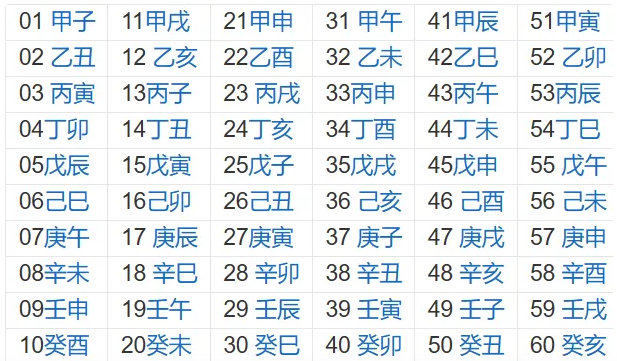 01 甲子 11甲戌 21甲申 31 甲午 41甲辰 51甲寅
02 乙丑 12 乙亥 22乙酉 32 乙未 42乙巳 52 乙卯
03 丙寅 13丙子 23 丙戌 33丙申 43丙午 53丙辰
04丁卯 14丁丑 24丁亥 34丁酉 44丁未 54丁巳
05戊辰 15戊寅 25戊子 35戊戌 45戊申 55 戊午
06己巳 16己卯 26己丑 36 己亥 46 己酉 56 己未
07庚午 17 庚辰 27庚寅 37 庚子 47 庚戌 57 庚申
08辛未 18 辛巳 28 辛卯 38 辛丑 48 辛亥 58 辛酉
09壬申 19壬午 29 壬辰 39 壬寅 49 壬子 59 壬戌
10癸酉 20癸未 30 癸巳 40 癸卯 50 癸丑 60 癸亥